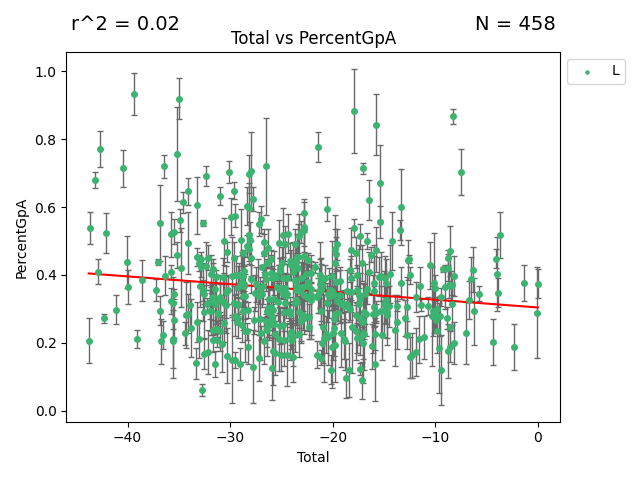 r^2 = 0.02
N = 458
Total vs PercentGpA
L
PercentGpA
1.0
0.8
0.6
0.4
0.2
0.0
−40
−30
−20
−10
0
Total